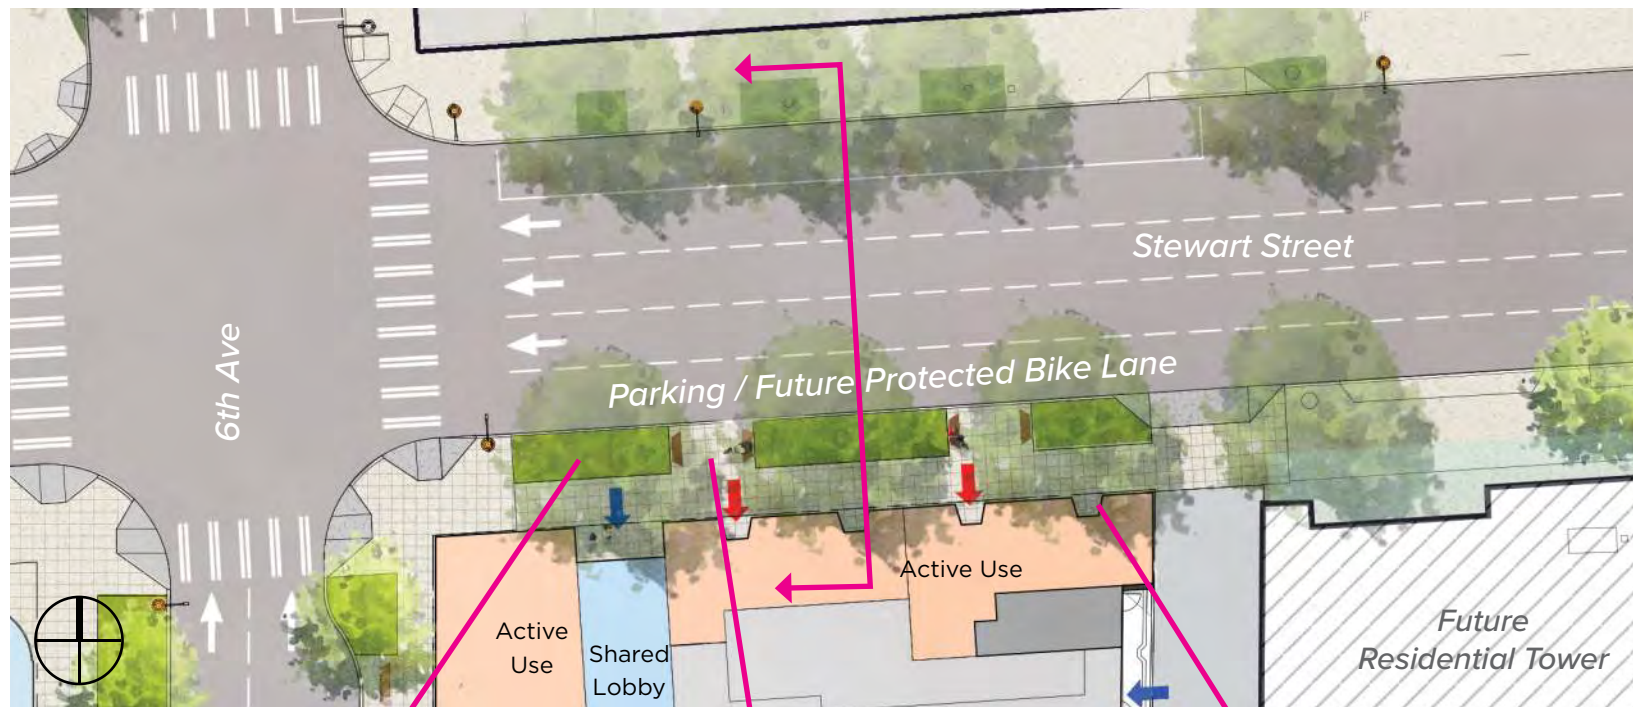 Stewart Street
6th Ave
Parking / Future Protected Bike Lane
Active Use
Active
Use
Shared
Lobby
Future
Residential Tower